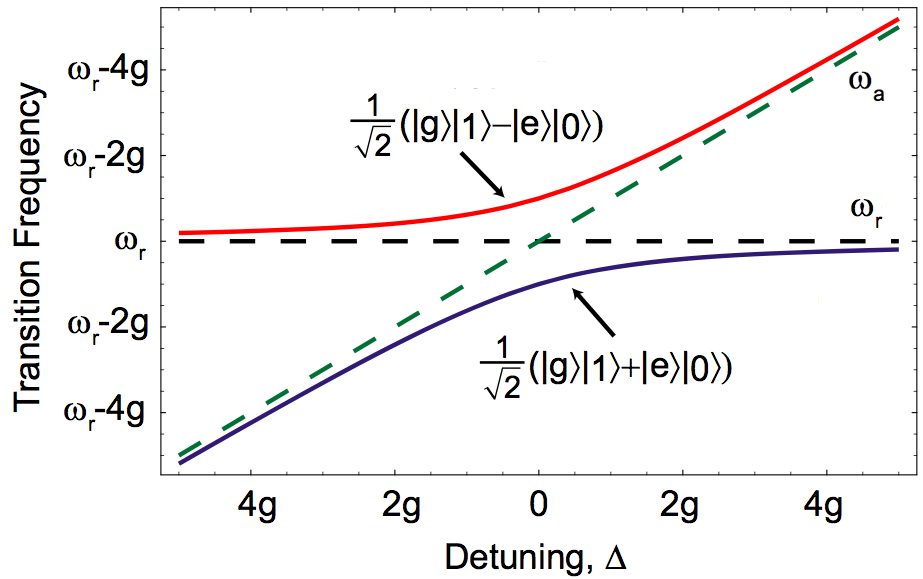 Transition Frequency
ωr-4g
ωr-2g
ωr
ωr-2g
ωr-4g
1/√2(|g⟩|1⟩−|e⟩|0⟩)
ωa
ωr
1/√2(|g⟩|1⟩+|e⟩|0⟩)
4g 2g 0 2g 4g
Detuning, Δ